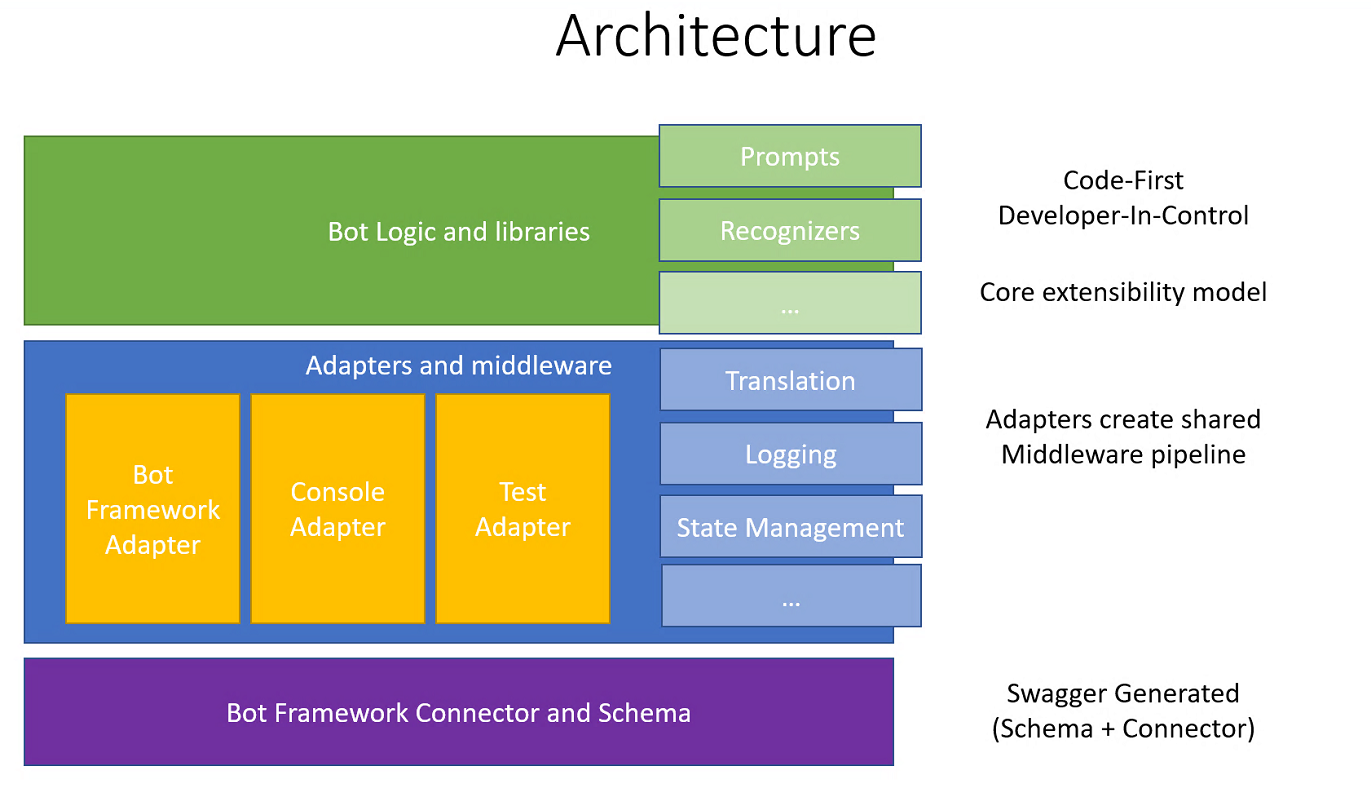 Architecture
Bot Logic and libraries
Prompts
Recognizers
...
Code-First
Developer-In-Control
Core extensibility model
Adapters and middleware
Bot
Framework
Adapter
Console
Adapter
Test
Adapter
Translation
Logging
State Management
...
Adapters create shared
Middleware pipeline
Bot Framework Connector and Schema
Swagger Generated
(Schema + Connector)